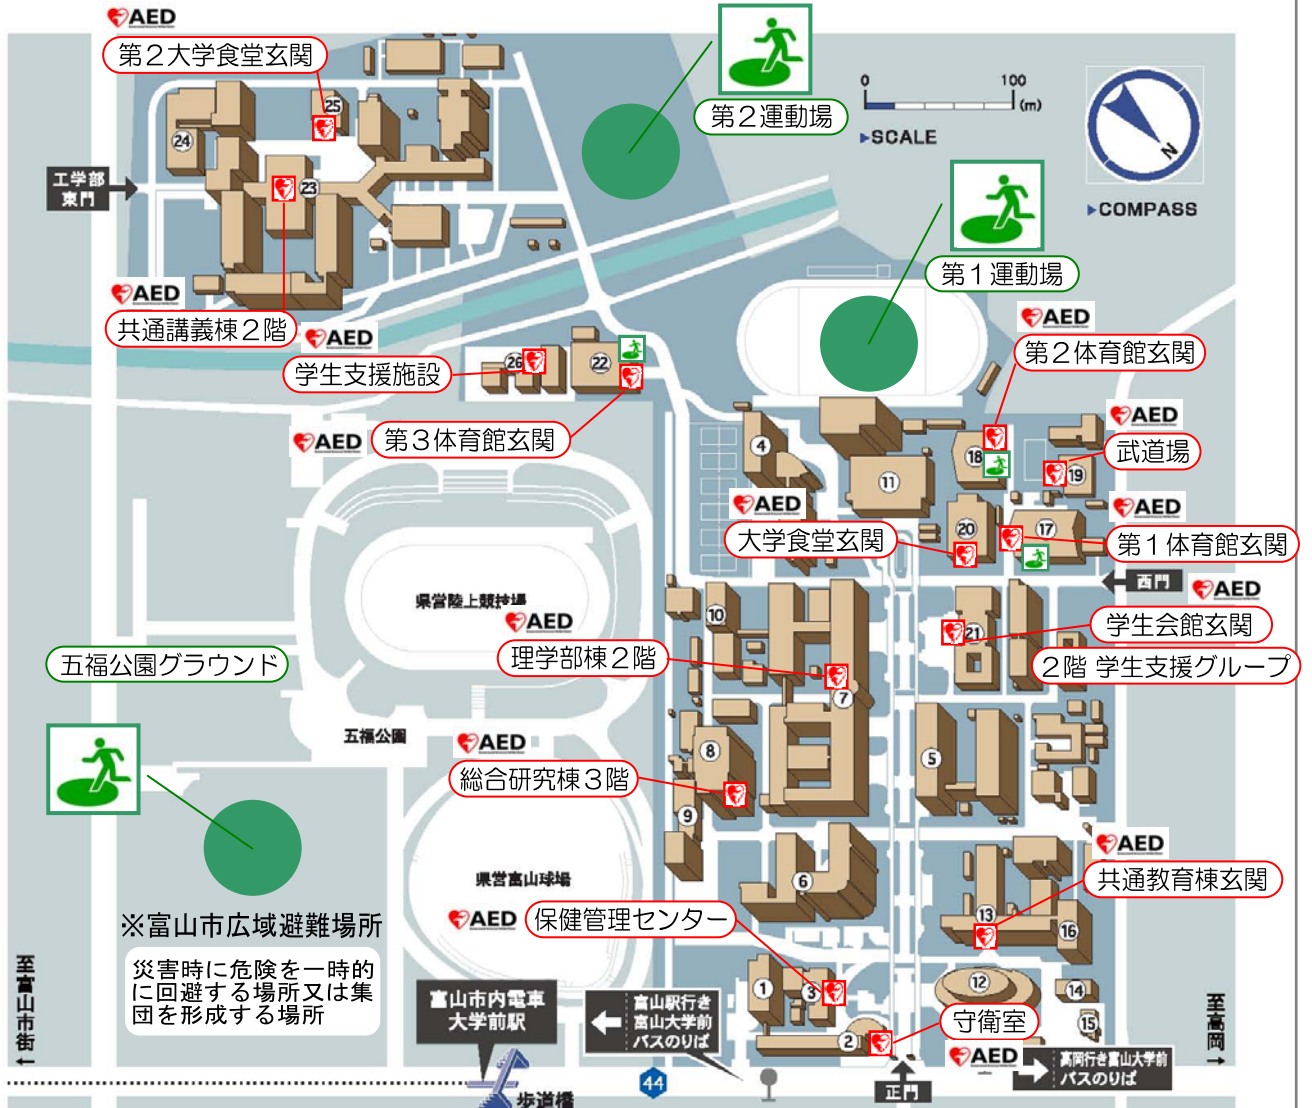 AED
第2大学食堂玄関
第2運動場
0 100
(m)
SCALE
N
COMPASS
25
24
23
工学部
東門
第1運動場
AED
共通講義棟2階
AED
学生支援施設
26
22
AED
第3体育館玄関
AED
第2体育館玄関
AED
武道場
4
11
18
19
AED
大学食堂玄関
20
17
AED
第1体育館玄関
西門
AED
学生会館玄関
2階 学生支援グループ
21
県営陸上競技場
AED
理学部棟2階
10
7
五福公園グラウンド
五福公園
AED
総合研究棟3階
8
5
9
県営富山球場
AED
保健管理センター
6
AED
共通教育棟玄関
13
16
※富山市広域避難場所
災害時に危険を一時的
に回避する場所又は集
団を形成する場所
至富山市街
富山市内電車
大学前駅
富山駅行き
富山大学前
バスのりば
1
3
2
12
14
15
守衛室
AED
高岡行き富山大学前
バスのりば
至高岡
44
歩道橋
正門